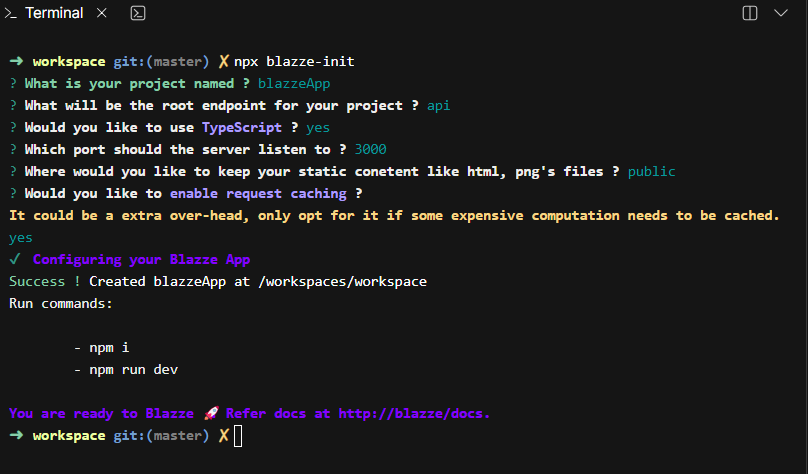 Terminal
➜ workspace git:(master) ✗ npx blazze-init
? What is your project named ? blazzeApp
? What will be the root endpoint for your project ? api
? Would you like to use TypeScript ? yes
? Which port should the server listen to ? 3000
? Where would you like to keep your static conetent like html, png's files ? public
? Would you like to enable request caching ?
It could be a extra over-head, only opt for it if some expensive computation needs to be cached.
yes
✓ Configuring your Blazze App
Success ! Created blazzeApp at /workspaces/workspace
Run commands:
- npm i
- npm run dev
You are ready to Blazze 🚀 Refer docs at http://blazze/docs.
➜ workspace git:(master) ✗